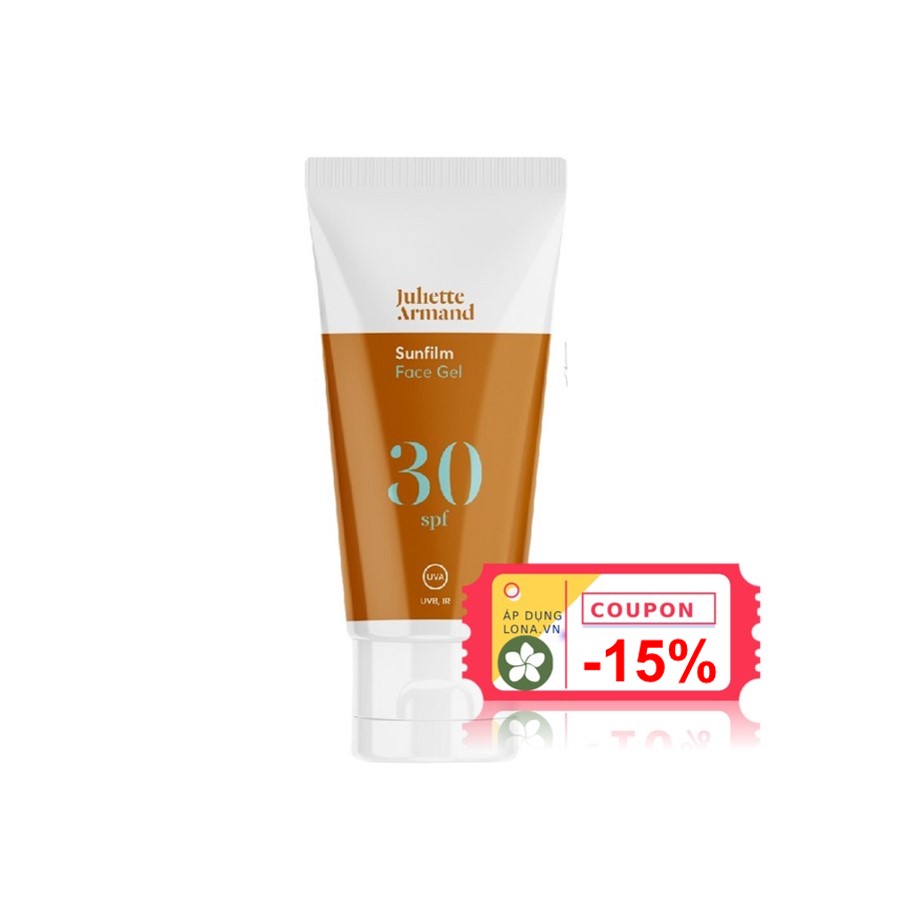 Juliette
Armand
Sunfilm
Face Gel
30
spf
UVA
UVB, IR
ÁP DỤNG
LONA.VN
COUPON
-15%